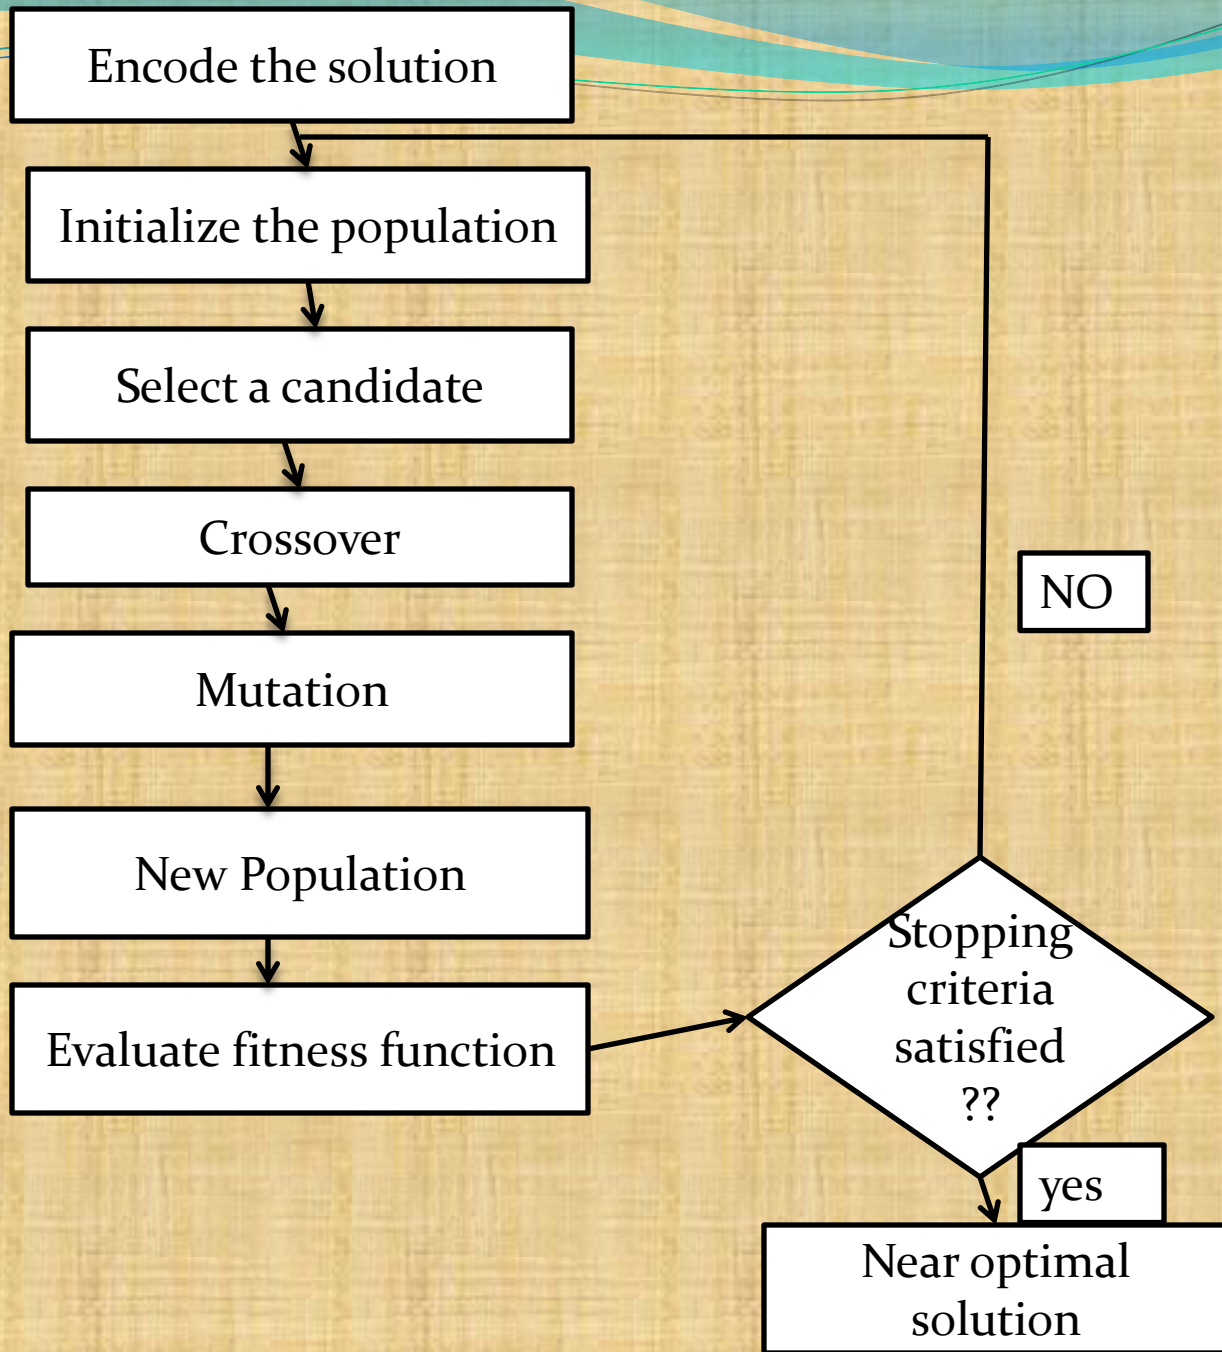 Encode the solution
Initialize the population
Select a candidate
Crossover
Mutation
New Population
Evaluate fitness function
NO
Stopping
criteria
satisfied
??
yes
Near optimal
solution